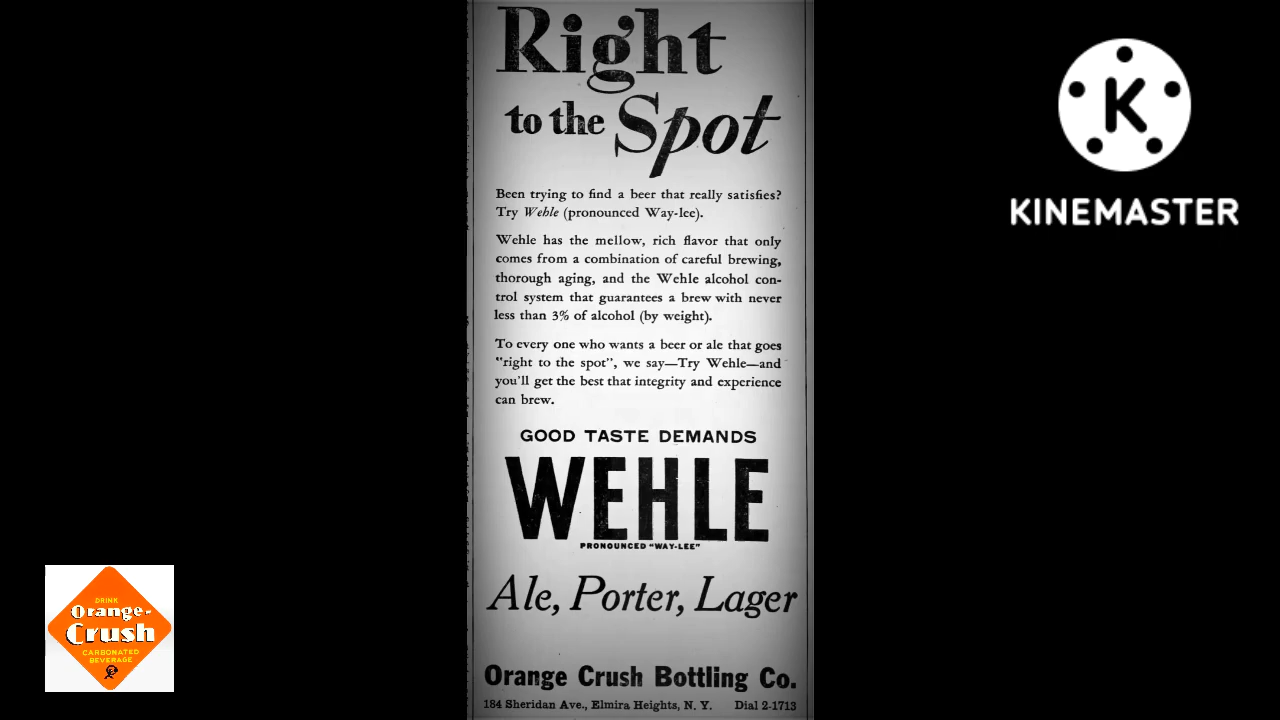 Right
to the Spot
Been trying to find a beer that really satisfies?
Try Wehle (pronounced Way-lee).
Wehle has the mellow, rich flavor that only
comes from a combination of careful brewing,
thorough aging, and the Wehle alcohol con-
trol system that guarantees a brew with never
less than 3% of alcohol (by weight).
To every one who wants a beer or ale that goes
"right to the spot", we say—Try Wehle—and
you'll get the best that integrity and experience
can brew.
GOOD TASTE DEMANDS
WEHLE
PRONOUNCED "WAY-LEE"
Ale, Porter, Lager
Orange Crush Bottling Co.
184 Sheridan Ave., Elmira Heights, N. Y. Dial 2-1713
K
KINEMASTER
DRINK
Orange-
Crush
CARBONATED
BEVERAGE